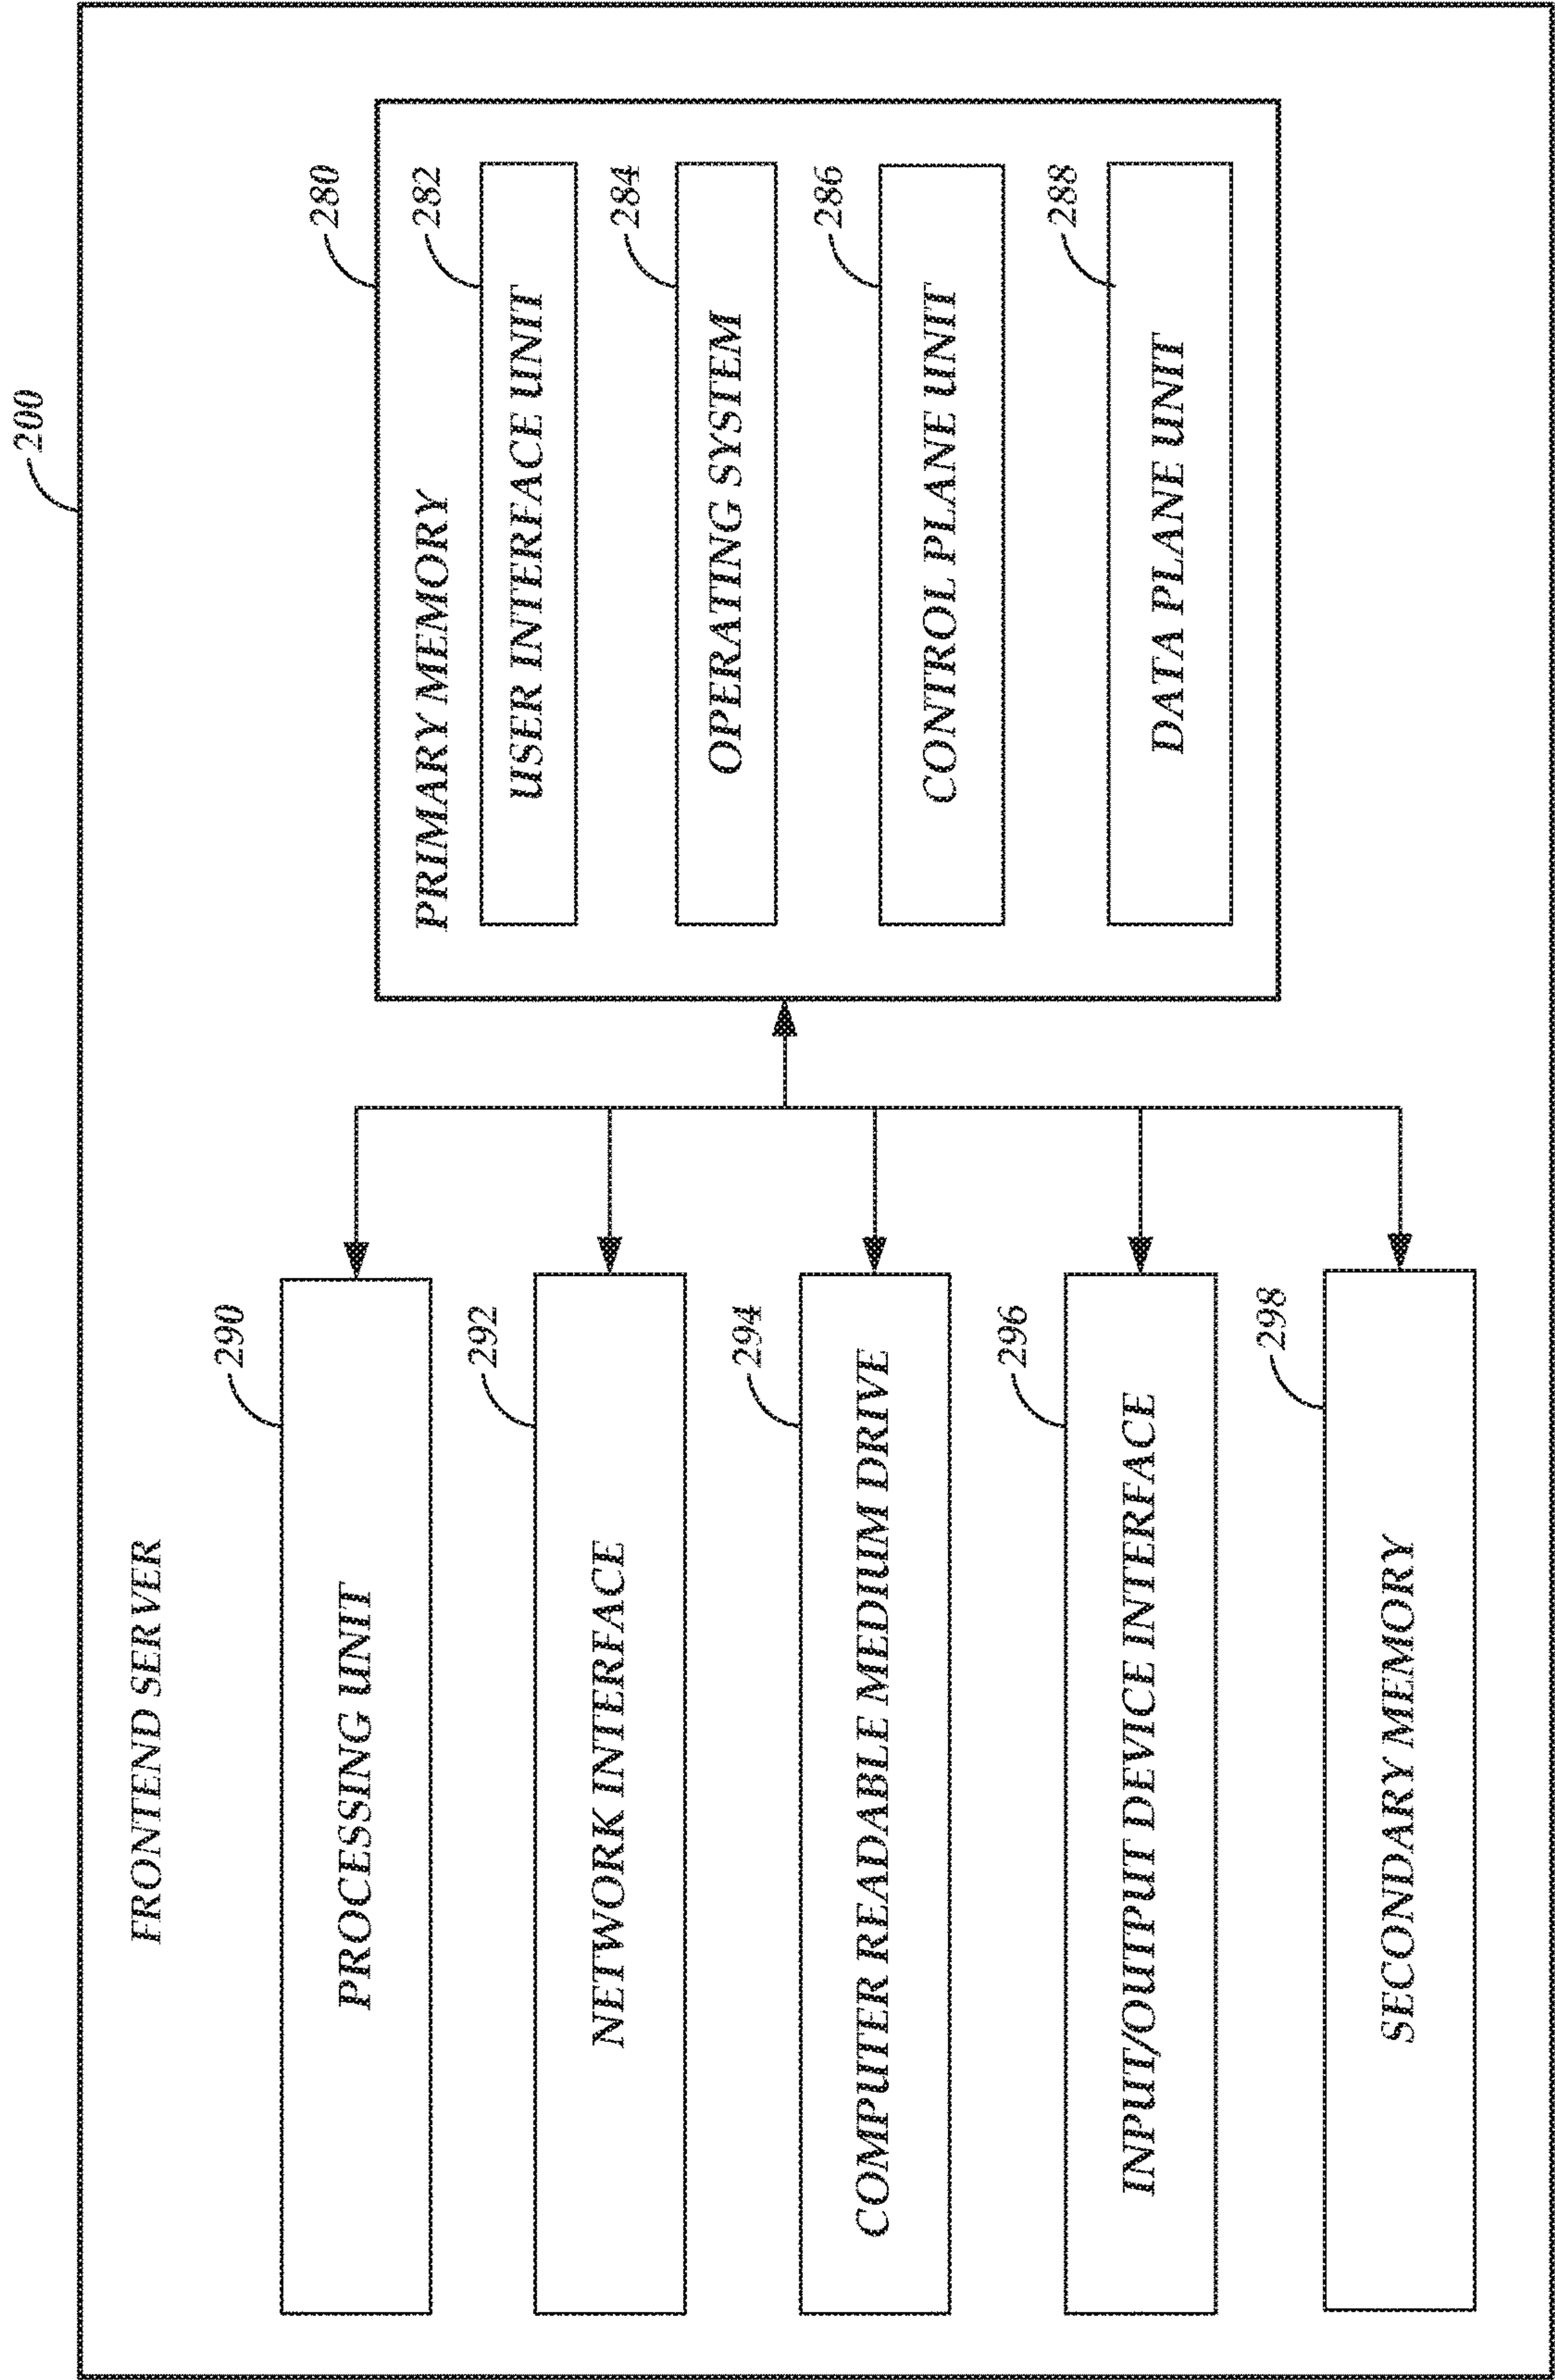 200
FRONTEND SERVER
290
PROCESSING UNIT
292
NETWORK INTERFACE
294
COMPUTER READABLE MEDIUM DRIVE
296
INPUT/OUTPUT DEVICE INTERFACE
298
SECONDARY MEMORY
280
PRIMARY MEMORY
282
USER INTERFACE UNIT
284
OPERATING SYSTEM
286
CONTROL PLANE UNIT
288
DATA PLANE UNIT